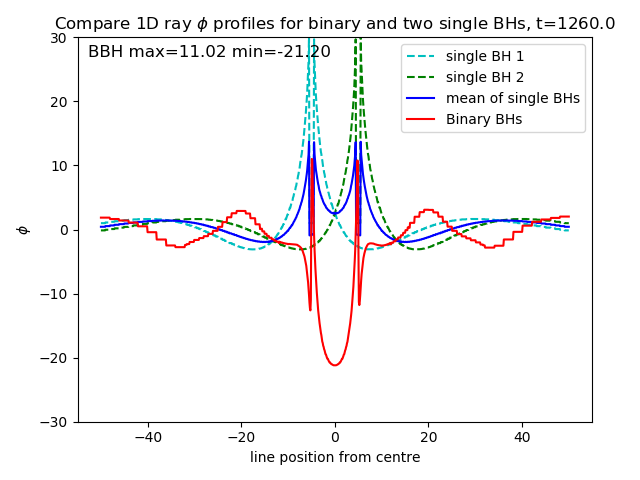 Compare 1D ray ϕ profiles for binary and two single BHs, t=1260.0
BBH max=11.02 min=-21.20
single BH 1
single BH 2
mean of single BHs
Binary BHs
30
20
10
0
−10
−20
−30
ϕ
−40
−20
0
20
40
line position from centre